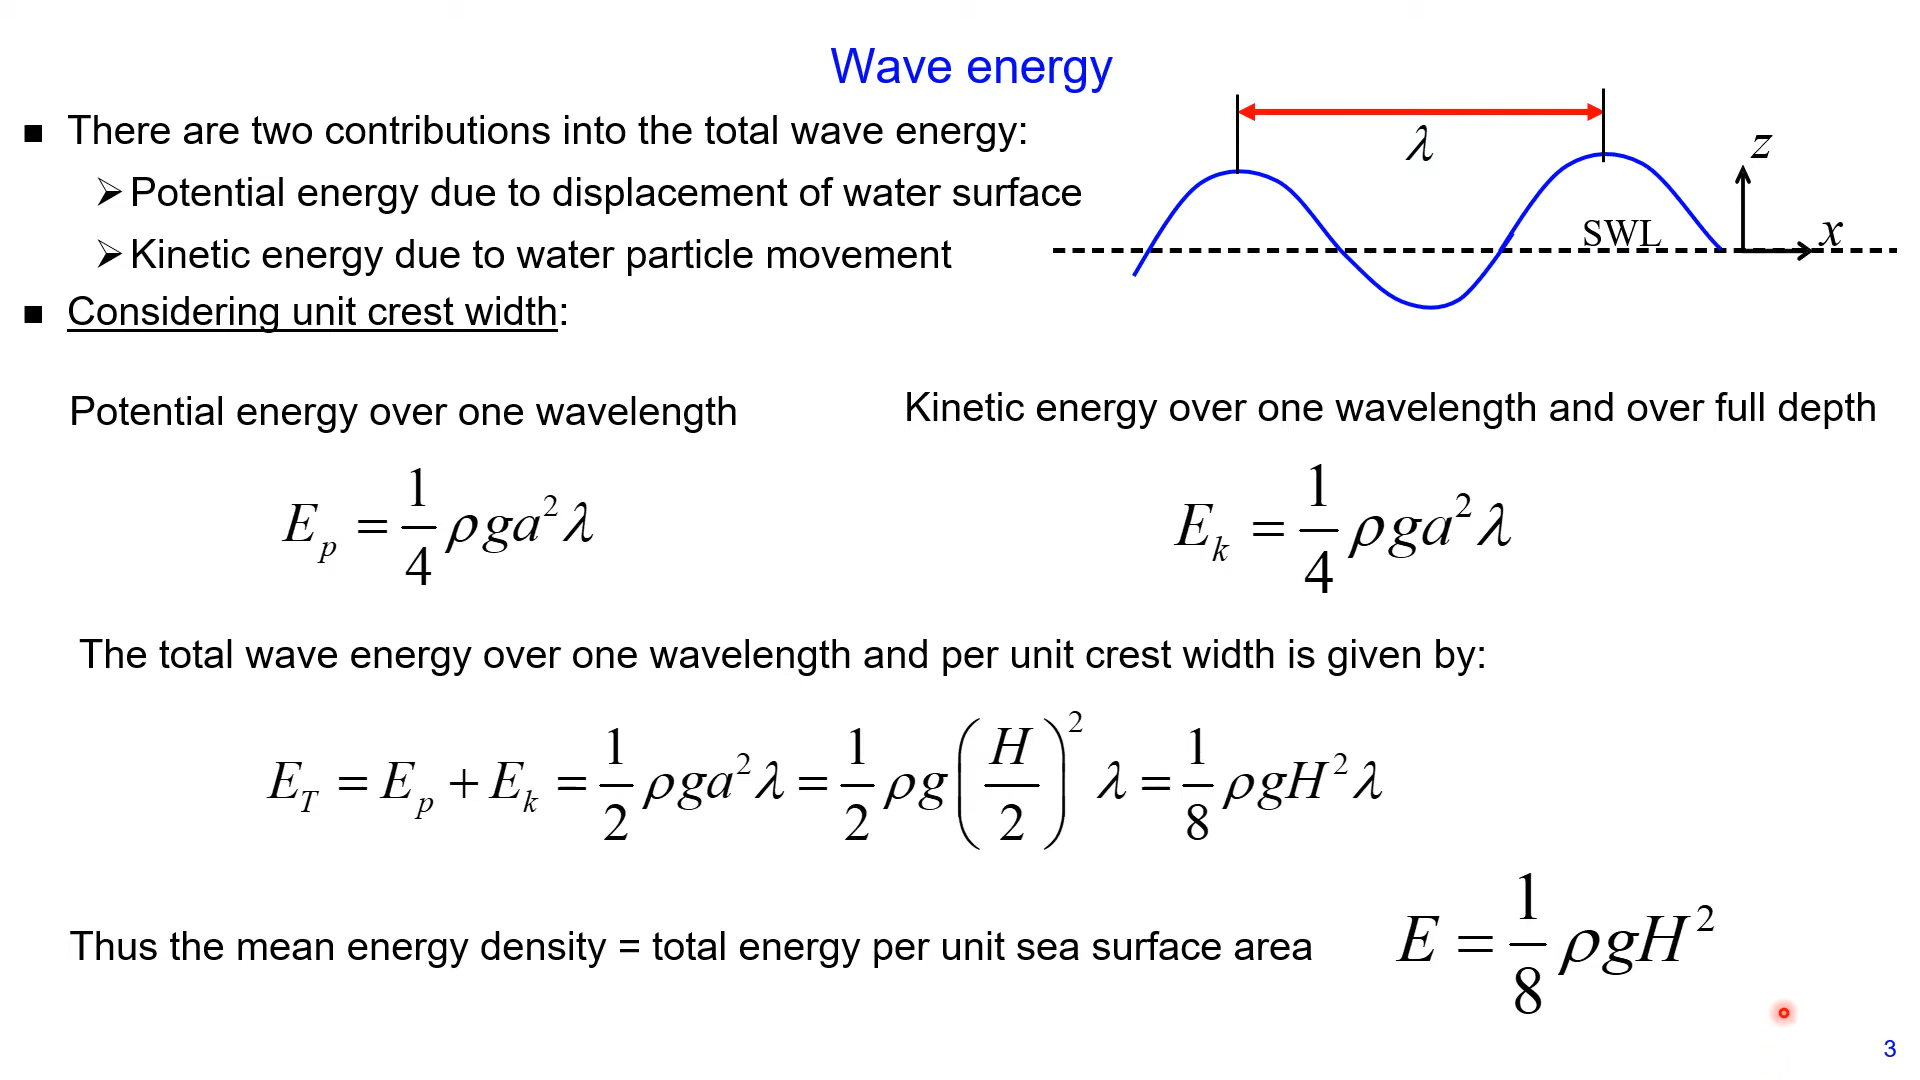 Wave energy
■ There are two contributions into the total wave energy:
➢ Potential energy due to displacement of water surface
➢ Kinetic energy due to water particle movement
■ Considering unit crest width:
λ
z
SWL
x
Potential energy over one wavelength
Kinetic energy over one wavelength and over full depth
E_p = 1/4 ρga²λ
E_k = 1/4 ρga²λ
The total wave energy over one wavelength and per unit crest width is given by:
E_T = E_p + E_k = 1/2 ρga²λ = 1/2 ρg(H/2)²λ = 1/8 ρgH²λ
Thus the mean energy density = total energy per unit sea surface area
E = 1/8 ρgH²
3